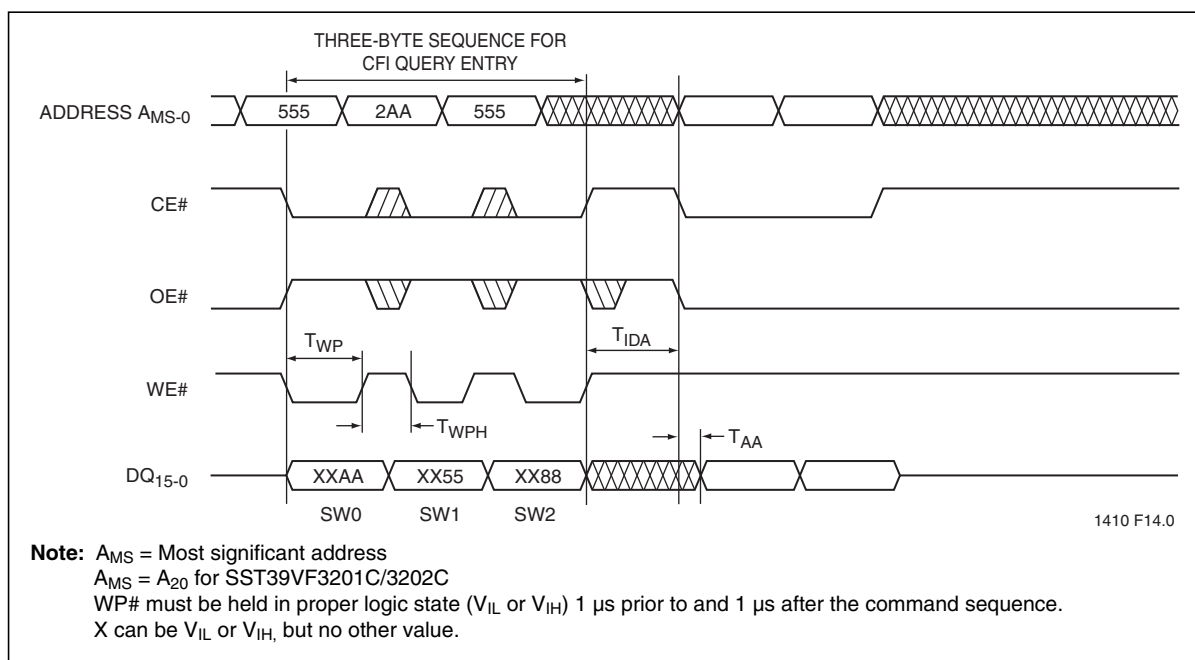 THREE-BYTE SEQUENCE FOR
CFI QUERY ENTRY
ADDRESS AMS-0
555 2AA 555
CE#
OE#
TWP TIDA
WE#
TWPH TAA
DQ15-0
XXAA XX55 XX88
SW0 SW1 SW2
1410 F14.0
Note: AMS = Most significant address
AMS = A20 for SST39VF3201C/3202C
WP# must be held in proper logic state (VIL or VIH) 1 µs prior to and 1 µs after the command sequence.
X can be VIL or VIH, but no other value.